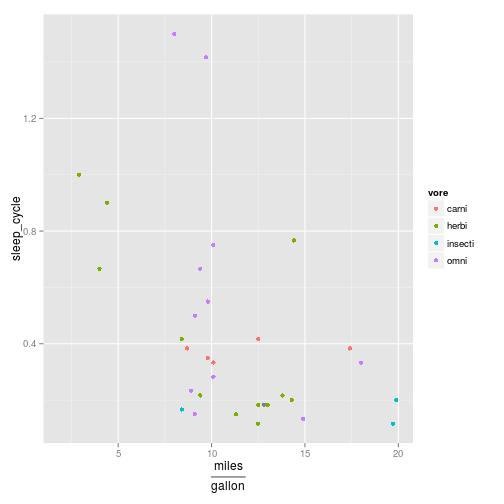 1.2
0.8
0.4
sleep_cycle
5
10
15
20
miles
gallon
vore
carni
herbi
insecti
omni